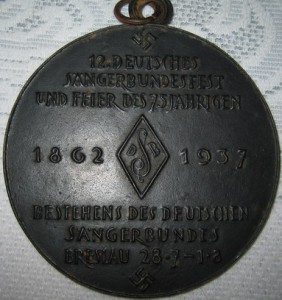 12. DEUTSCHES
SÄNGERBUNDESFEST
UND FEIER DES 75 JÄHRIGEN
1862 DSB 1937
BESTEHENS DES DEUTSCHEN
SÄNGERBUNDES
BRESLAU 28·7-1·8